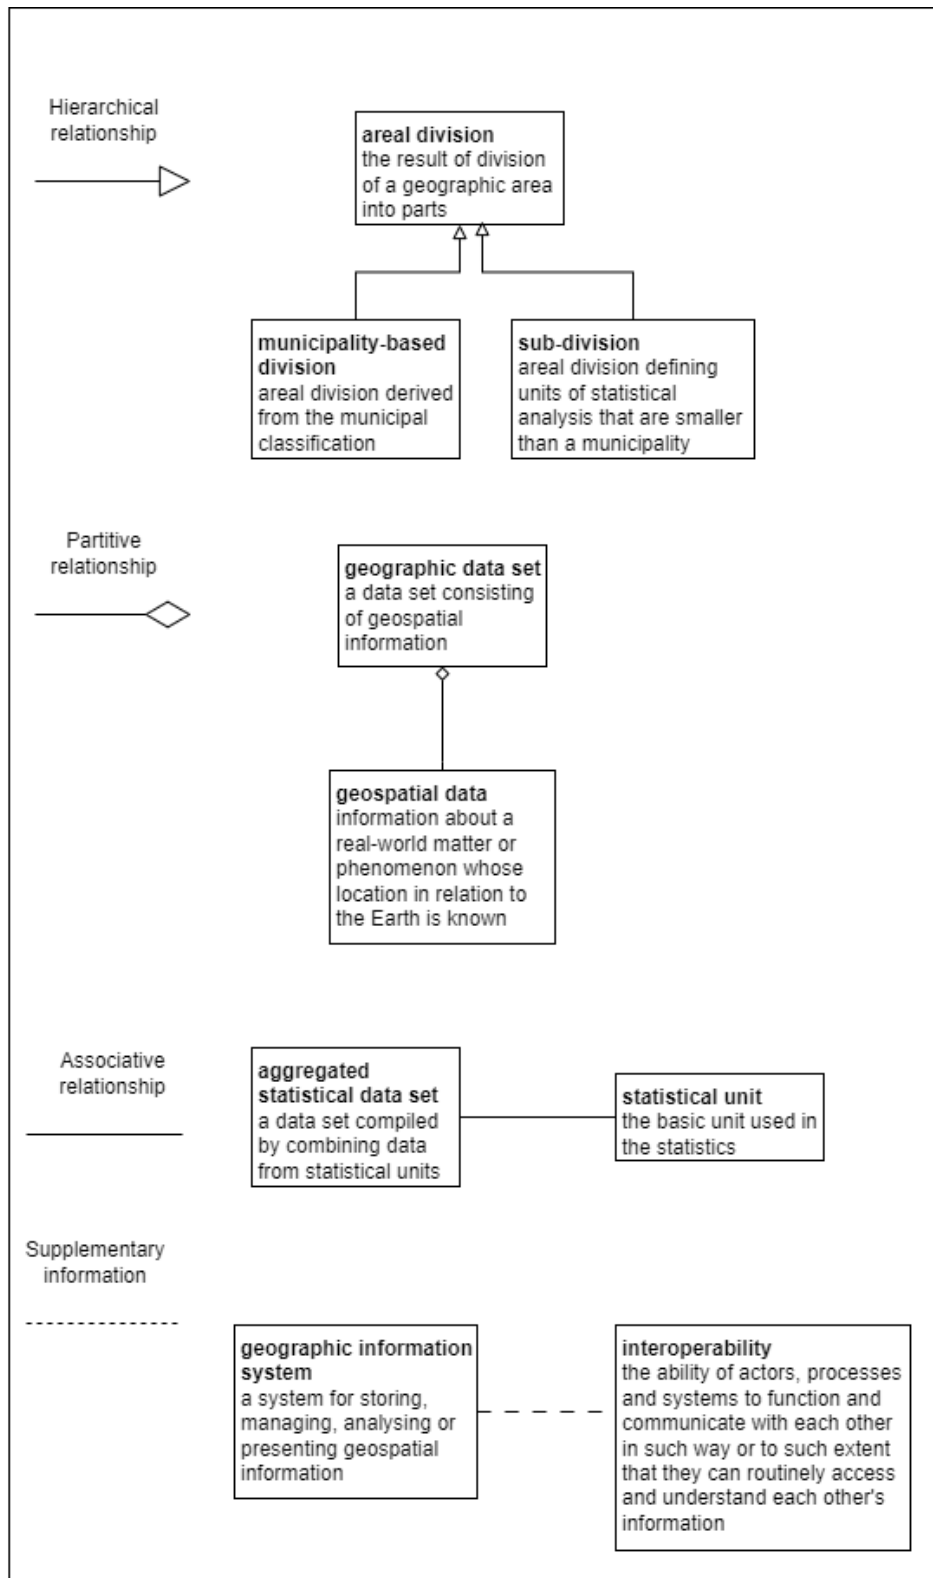 Hierarchical
relationship
areal division
the result of division
of a geographic area
into parts
municipality-based
division
areal division derived
from the municipal
classification
sub-division
areal division defining
units of statistical
analysis that are smaller
than a municipality
Partitive
relationship
geographic data set
a data set consisting
of geospatial
information
geospatial data
information about a
real-world matter or
phenomenon whose
location in relation to
the Earth is known
Associative
relationship
aggregated
statistical data set
a data set compiled
by combining data
from statistical units
statistical unit
the basic unit used in
the statistics
Supplementary
information
geographic information
system
a system for storing,
managing, analysing or
presenting geospatial
information
interoperability
the ability of actors, processes
and systems to function and
communicate with each other
in such way or to such extent
that they can routinely access
and understand each other's
information